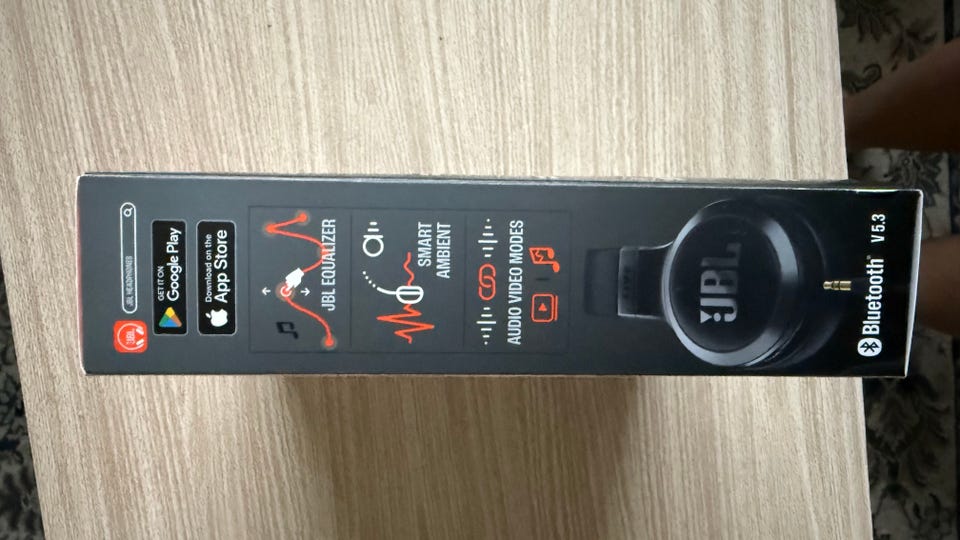 JBL
JBL HEADPHONES
GET IT ON
Google Play
Download on the
App Store
JBL EQUALIZER
SMART
AMBIENT
AUDIO VIDEO MODES
JBL
Bluetooth® V 5.3